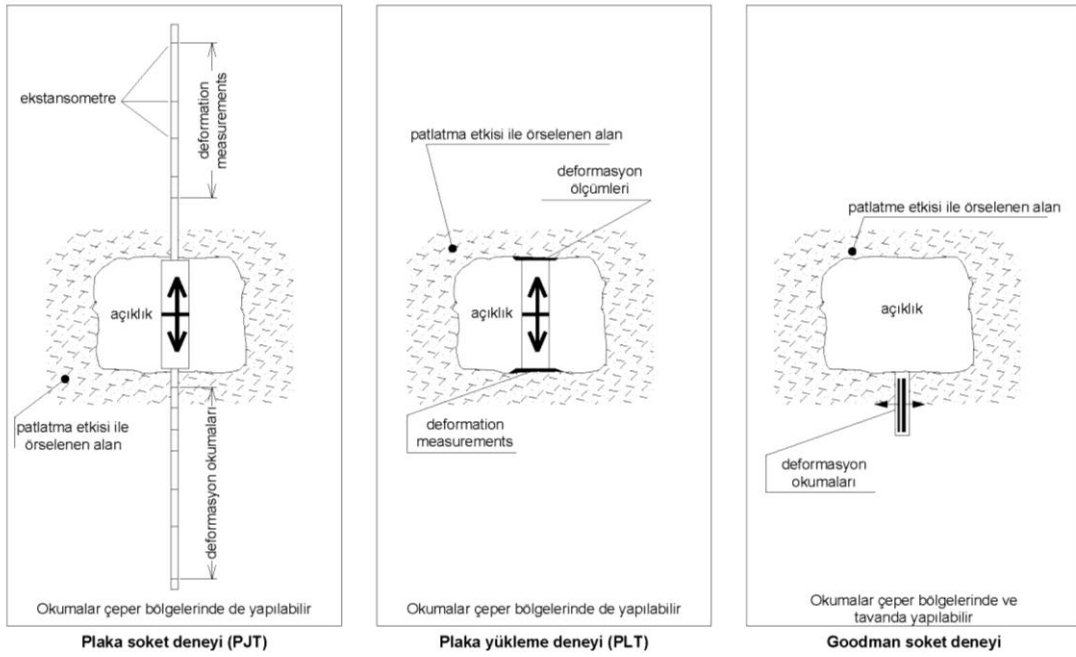 ekstansometre
deformation
measurements
açıklık
patlatma etkisi ile
örselenen alan
deformasyon okumaları
Okumalar çeper bölgelerinde de yapılabilir
Plaka soket deneyi (PJT)
patlatma etkisi ile örselenen alan
deformasyon
ölçümleri
açıklık
deformation
measurements
Okumalar çeper bölgelerinde de yapılabilir
Plaka yükleme deneyi (PLT)
patlatme etkisi ile örselenen alan
açıklık
deformasyon
okumaları
Okumalar çeper bölgelerinde ve
tavanda yapılabilir
Goodman soket deneyi